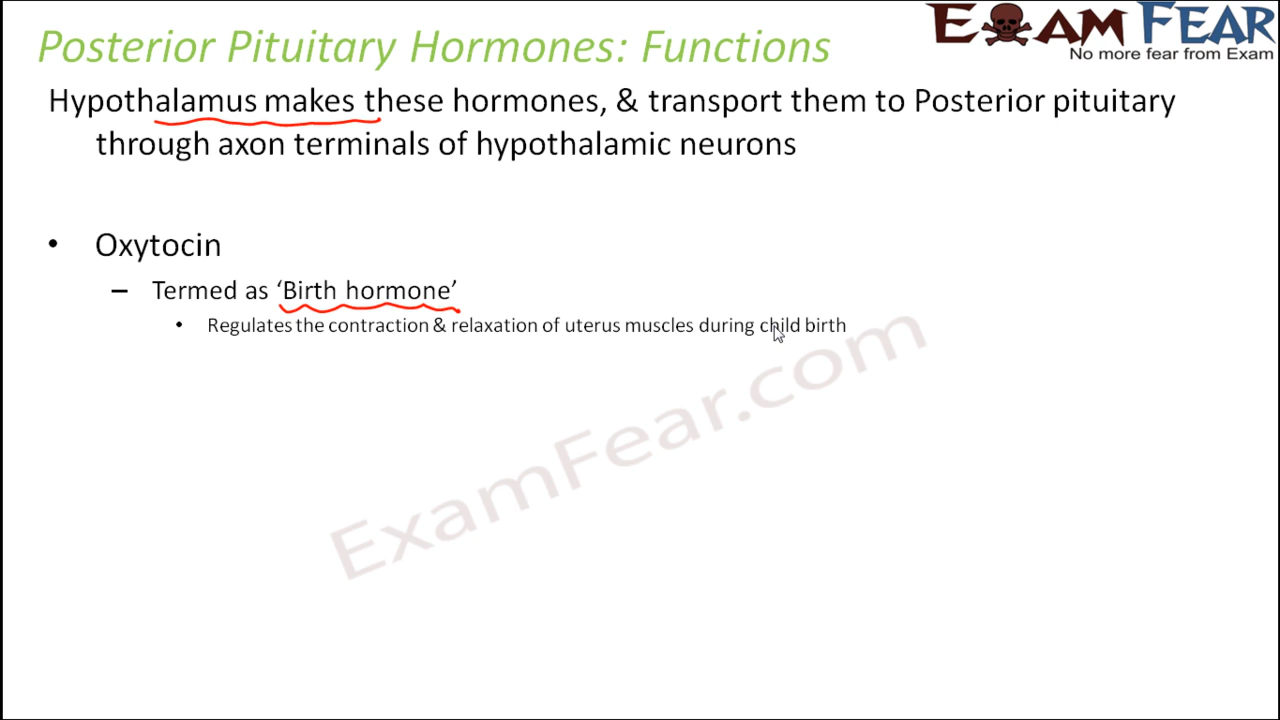 Posterior Pituitary Hormones: Functions
EXAM FEAR
No more fear from Exam
Hypothalamus makes these hormones, & transport them to Posterior pituitary
through axon terminals of hypothalamic neurons
• Oxytocin
– Termed as ‘Birth hormone’
• Regulates the contraction & relaxation of uterus muscles during child birth
ExamFear.com